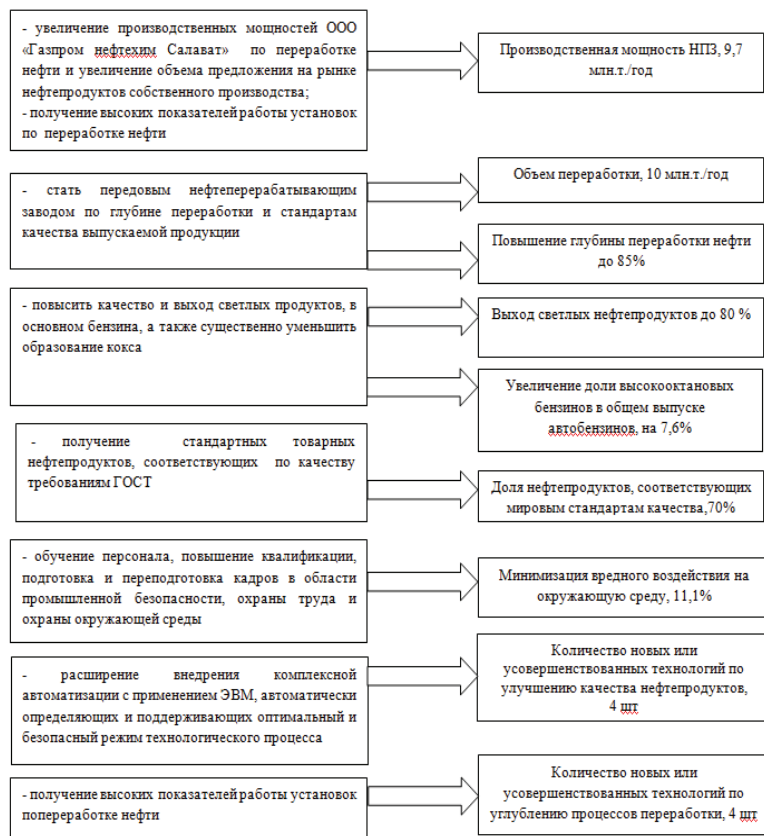 - увеличение производственных мощностей ООО
«Газпром нефтехим Салават» по переработке
нефти и увеличение объема предложения на рынке
нефтепродуктов собственного производства;
- получение высоких показателей работы установок
по переработке нефти
Производственная мощность НПЗ, 9,7
млн.т./год
- стать передовым нефтеперерабатывающим
заводом по глубине переработки и стандартам
качества выпускаемой продукции
Объем переработки, 10 млн.т./год
Повышение глубины переработки нефти
до 85%
- повысить качество и выход светлых продуктов, в
основном бензина, а также существенно уменьшить
образование кокса
Выход светлых нефтепродуктов до 80 %
Увеличение доли высокооктановых
бензинов в общем выпуске
автобензинов, на 7,6%
- получение стандартных товарных
нефтепродуктов, соответствующих по качеству
требованиям ГОСТ
Доля нефтепродуктов, соответствующих
мировым стандартам качества,70%
- обучение персонала, повышение квалификации,
подготовка и переподготовка кадров в области
промышленной безопасности, охраны труда и
охраны окружающей среды
Минимизация вредного воздействия на
окружающую среду, 11,1%
- расширение внедрения комплексной
автоматизации с применением ЭВМ, автоматически
определяющих и поддерживающих оптимальный и
безопасный режим технологического процесса
Количество новых или
усовершенствованных технологий по
улучшению качества нефтепродуктов,
4 шт
- получение высоких показателей работы установок
попереработке нефти
Количество новых или
усовершенствованных технологий по
углублению процессов переработки, 4 шт